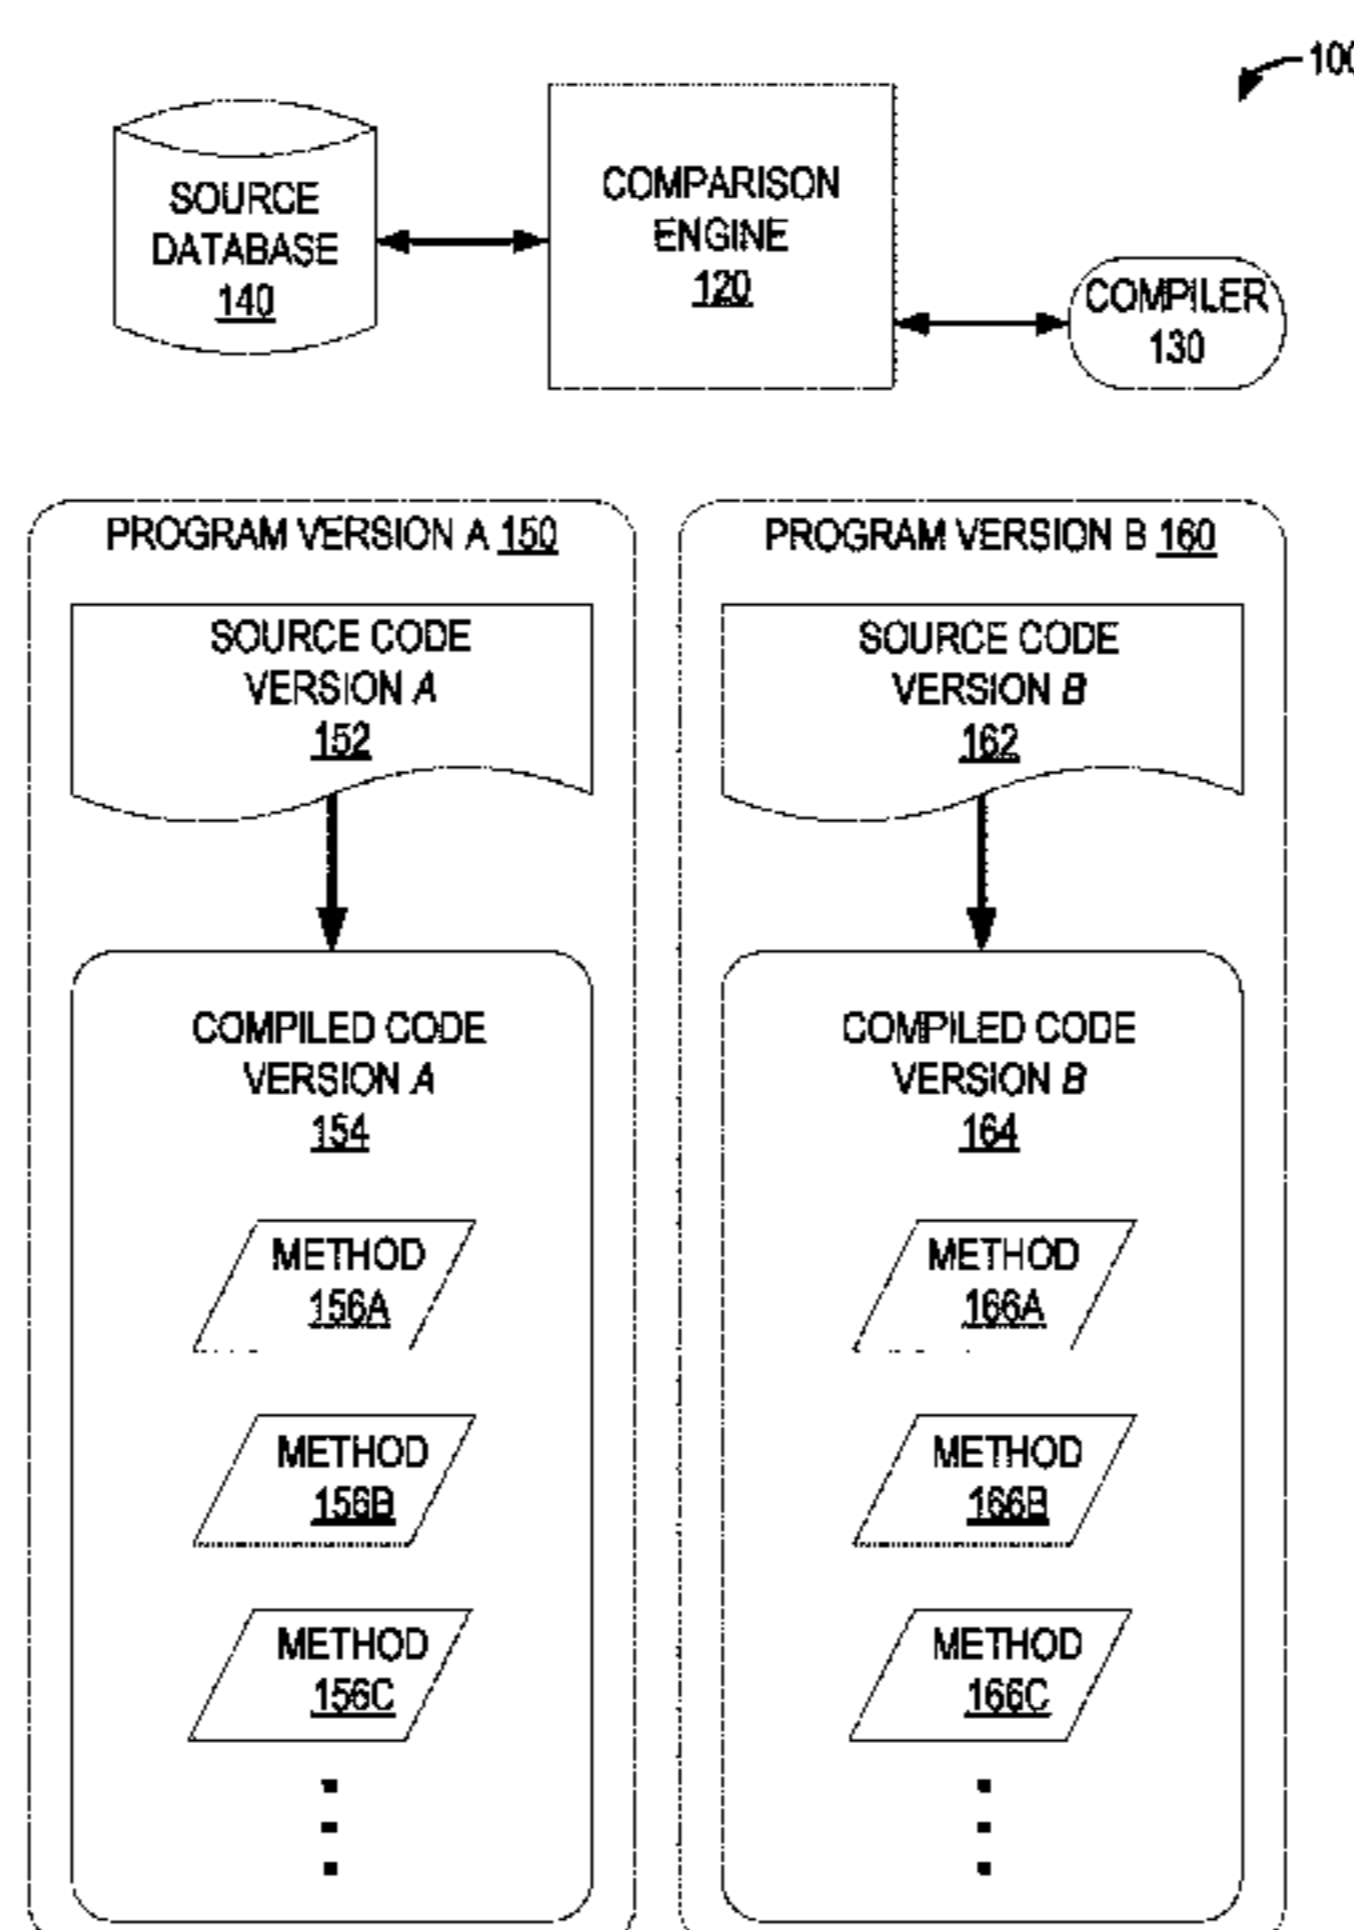 100
SOURCE
DATABASE
140
COMPARISON
ENGINE
120
COMPILER
130
PROGRAM VERSION A 150
SOURCE CODE
VERSION A
152
COMPILED CODE
VERSION A
154
METHOD
156A
METHOD
156B
METHOD
156C
PROGRAM VERSION B 160
SOURCE CODE
VERSION B
162
COMPILED CODE
VERSION B
164
METHOD
166A
METHOD
166B
METHOD
166C